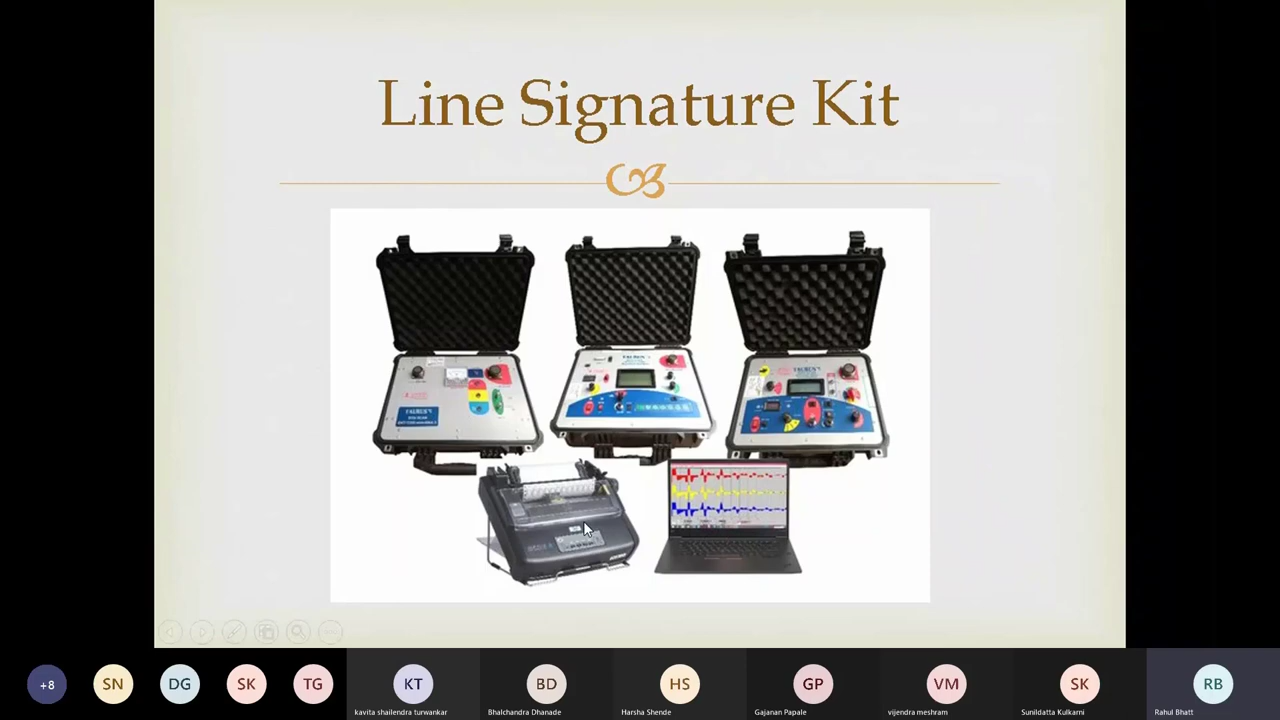 Line Signature Kit
+8
SN
DG
SK
TG
KT
BD
HS
GP
VM
SK
RB
kavita shailendra turwankar
Bhalchandra Dhanade
Harsha Shende
Gajanan Papale
vijendra meshram
Sunildatta Kulkarni
Rahul Bhatt